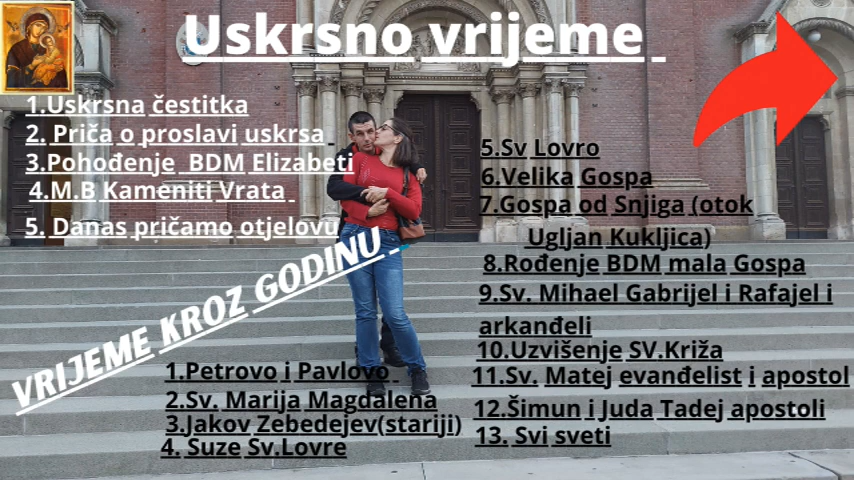 Uskrsno vrijeme
1.Uskrsna čestitka
2. Priča o proslavi uskrsa
3.Pohođenje BDM Elizabeti
4.M.B Kameniti Vrata
5. Danas pričamo otjelovu
VRIJEME KROZ GODINU -
1.Petrovo i Pavlovo
2.Sv. Marija Magdalena
3.Jakov Zebedejev(stariji)
4. Suze Sv.Lovre
5.Sv Lovro
6.Velika Gospa
7.Gospa od Snjiga (otok
Ugljan Kukljica)
8.Rođenje BDM mala Gospa
9.Sv. Mihael Gabrijel i Rafajel i
arkanđeli
10.Uzvišenje SV.Križa
11.Sv. Matej evanđelist i apostol
12.Šimun i Juda Tadej apostoli
13. Svi sveti